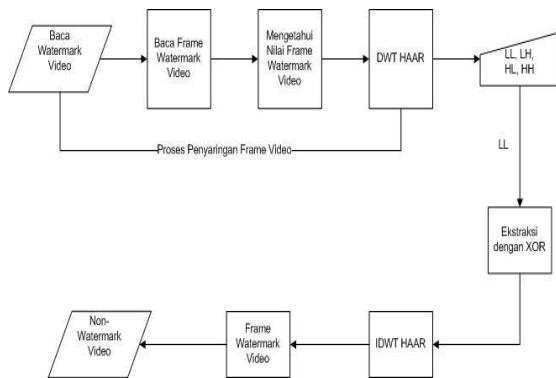 Baca
Watermark
Video
Baca Frame
Watermark
Video
Mengetahui
Nilai Frame
Watermark
Video
DWT HAAR
LL, LH,
HL, HH
Proses Penyaringan Frame Video
LL
Ekstraksi
dengan XOR
Non-
Watermark
Video
Frame
Watermark
Video
IDWT HAAR